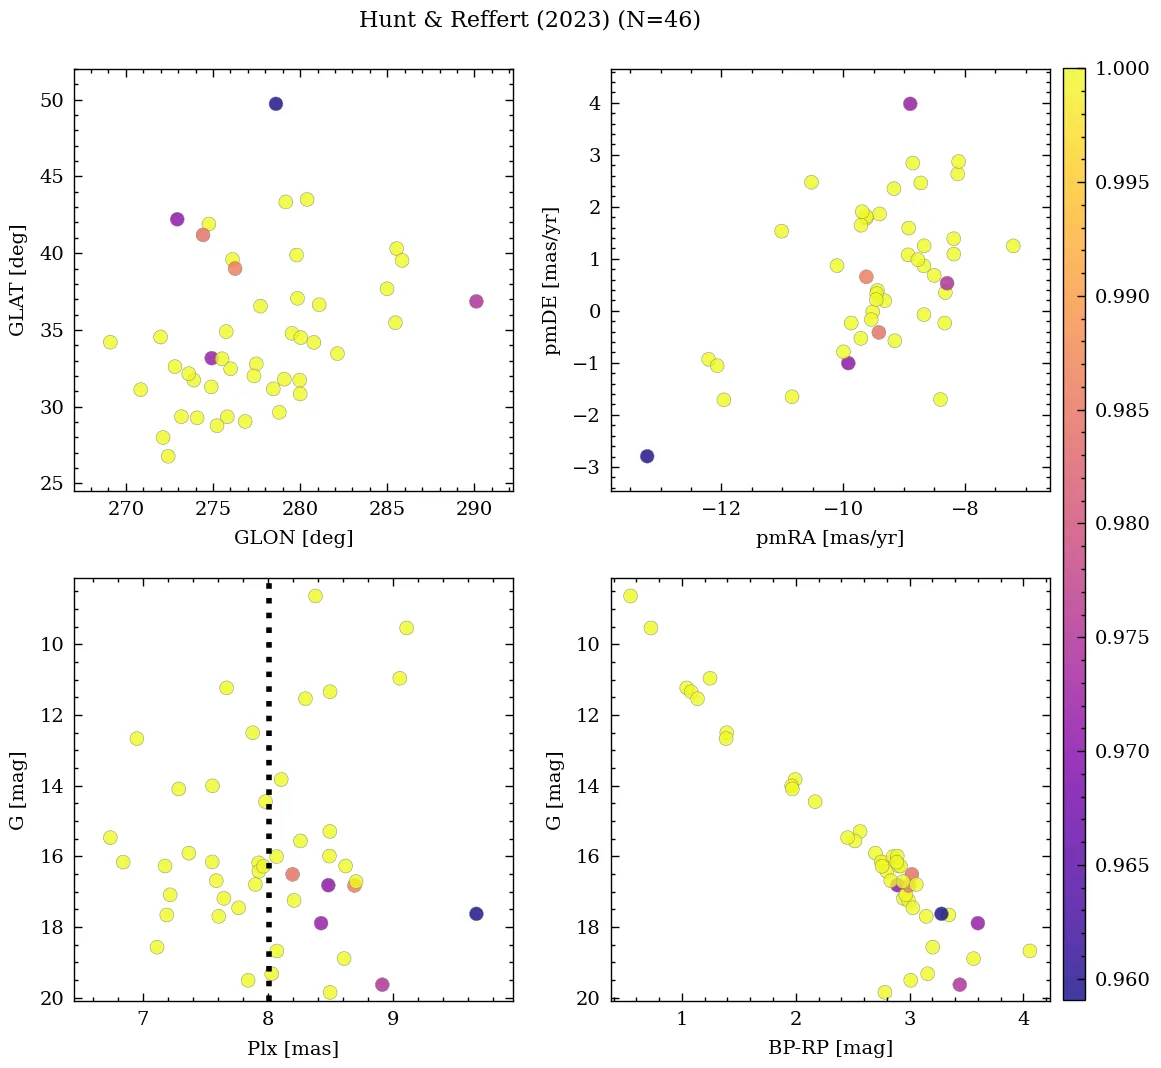 Hunt & Reffert (2023) (N=46)
50
45
40
35
30
25
GLAT [deg]
270 275 280 285 290
GLON [deg]
4
3
2
1
0
−1
−2
−3
pmDE [mas/yr]
−12 −10 −8
pmRA [mas/yr]
1.000
0.995
0.990
0.985
0.980
0.975
0.970
0.965
0.960
10
12
14
16
18
20
G [mag]
7 8 9
Plx [mas]
10
12
14
16
18
20
G [mag]
1 2 3 4
BP-RP [mag]